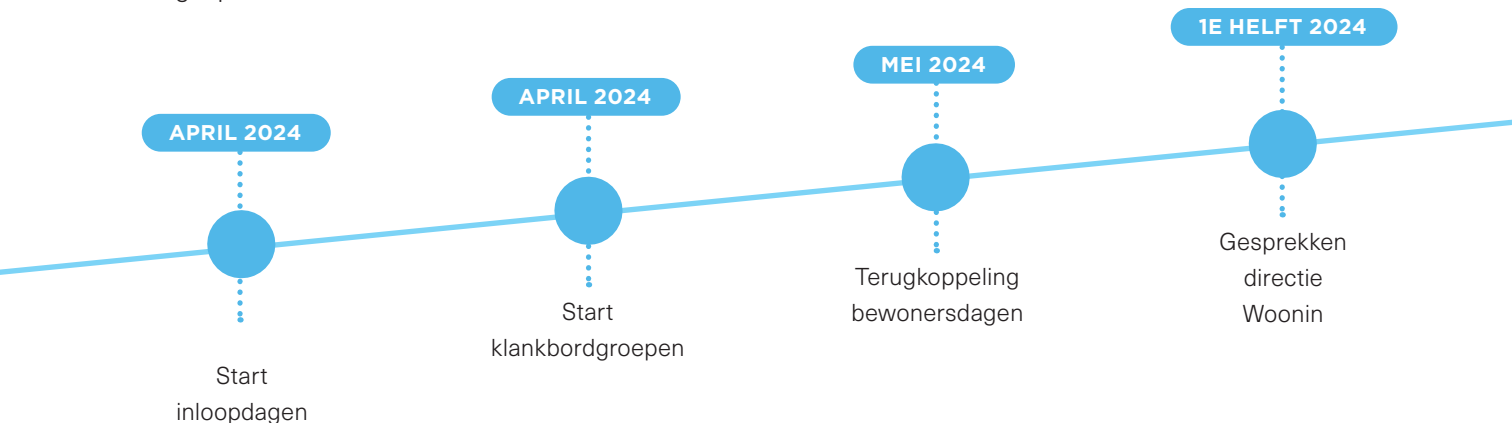 APRIL 2024
Start
inloopdagen
APRIL 2024
Start
klankbordgroepen
MEI 2024
Terugkoppeling
bewonersdagen
1E HELFT 2024
Gesprekken
directie
Woonin